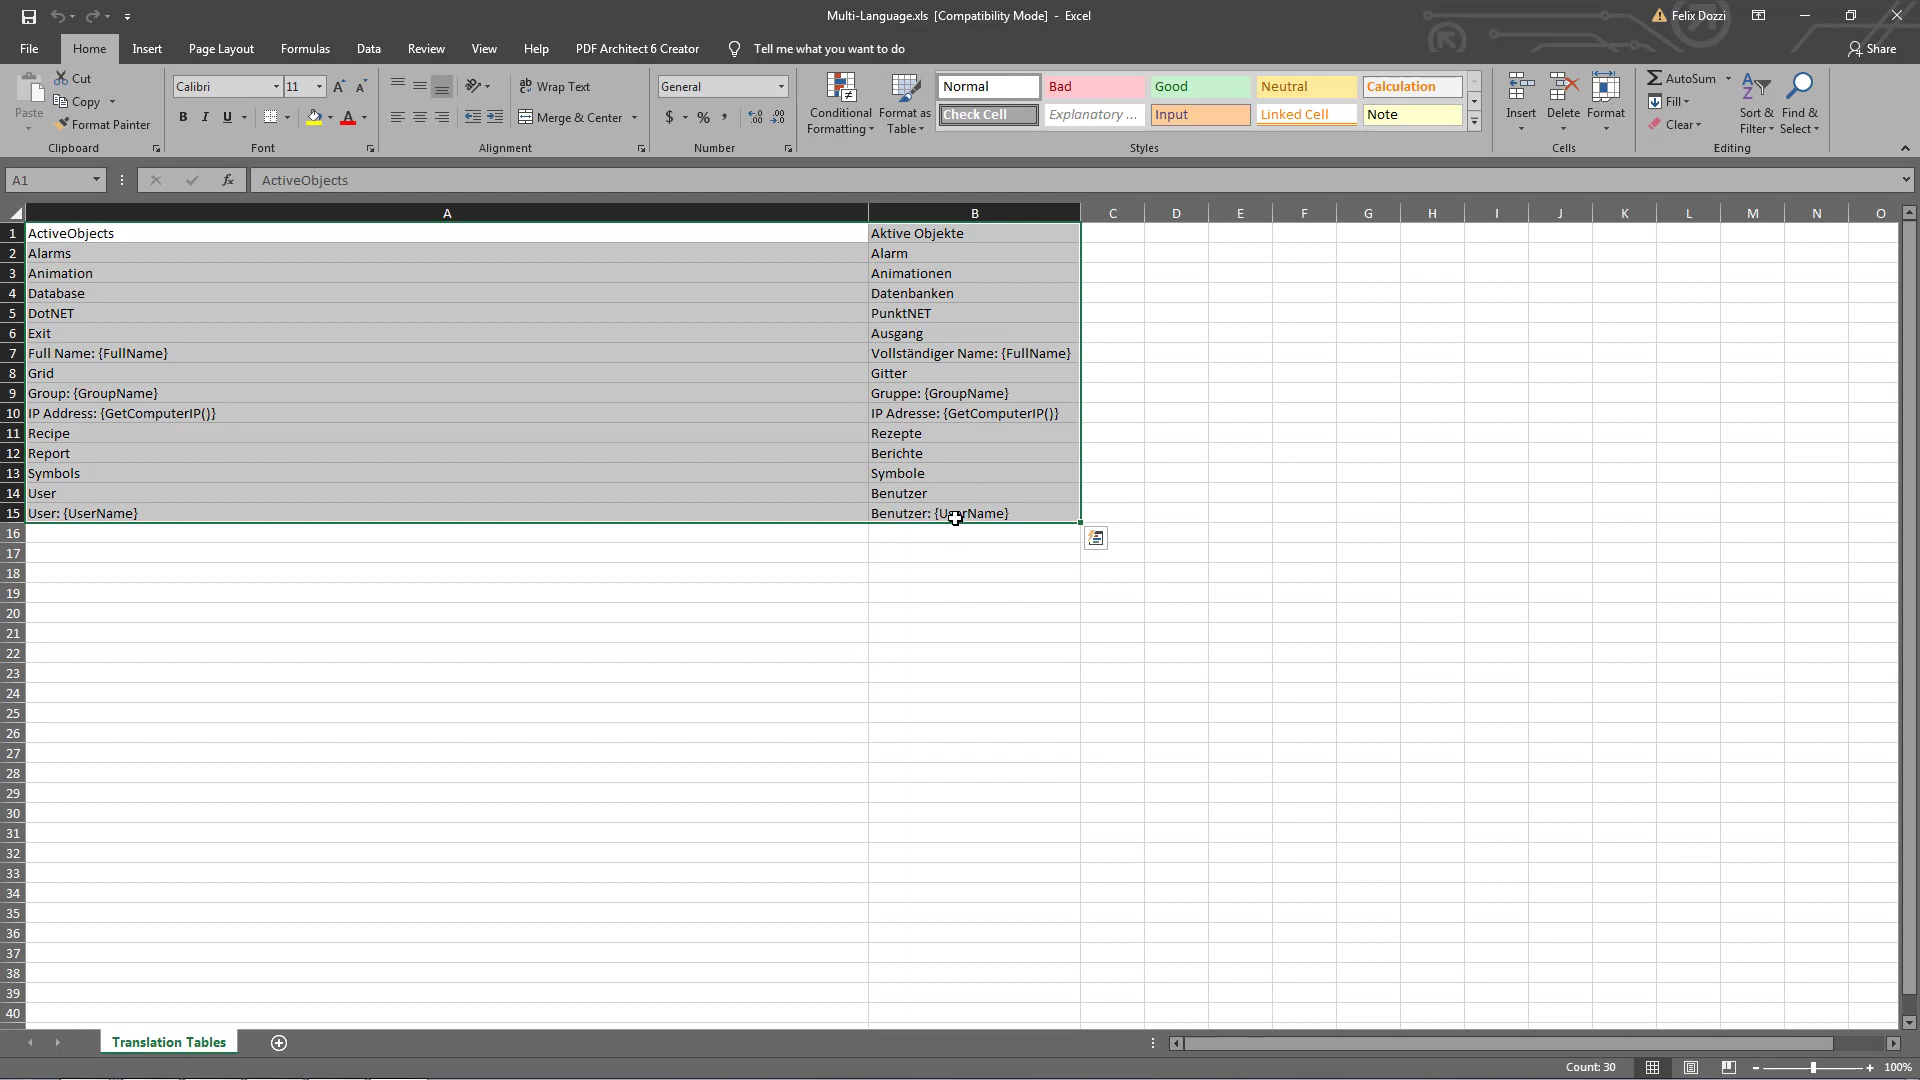 Multi-Language.xls [Compatibility Mode] - Excel
Felix Dozzi
File Home Insert Page Layout Formulas Data Review View Help PDF Architect 6 Creator Tell me what you want to do Share
Paste
Cut
Copy
Format Painter
Clipboard
Calibri 11
B I U
Font
Wrap Text
Merge & Center
Alignment
General
$ % ,
Number
Conditional Formatting
Format as Table
Normal Bad Good Neutral Calculation
Check Cell Explanatory ... Input Linked Cell Note
Styles
Insert Delete Format
Cells
AutoSum
Fill
Clear
Sort & Filter
Find & Select
Editing
A1 fx ActiveObjects
A B C D E F G H I J K L M N O
1 ActiveObjects Aktive Objekte
2 Alarms Alarm
3 Animation Animationen
4 Database Datenbanken
5 DotNET PunktNET
6 Exit Ausgang
7 Full Name: {FullName} Vollständiger Name: {FullName}
8 Grid Gitter
9 Group: {GroupName} Gruppe: {GroupName}
10 IP Address: {GetComputerIP()} IP Adresse: {GetComputerIP()}
11 Recipe Rezepte
12 Report Berichte
13 Symbols Symbole
14 User Benutzer
15 User: {UserName} Benutzer: {UserName}
16
17
18
19
20
21
22
23
24
25
26
27
28
29
30
31
32
33
34
35
36
37
38
39
40
Translation Tables
Count: 30 100%